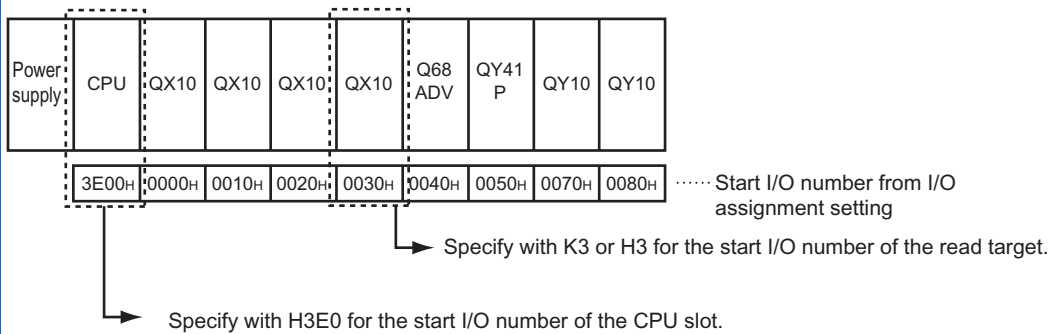 Power supply CPU QX10 QX10 QX10 QX10 Q68 ADV QY41 P QY10 QY10
3E00H 0000H 0010H 0020H 0030H 0040H 0050H 0070H 0080H ······ Start I/O number from I/O
assignment setting
Specify with K3 or H3 for the start I/O number of the read target.
Specify with H3E0 for the start I/O number of the CPU slot.